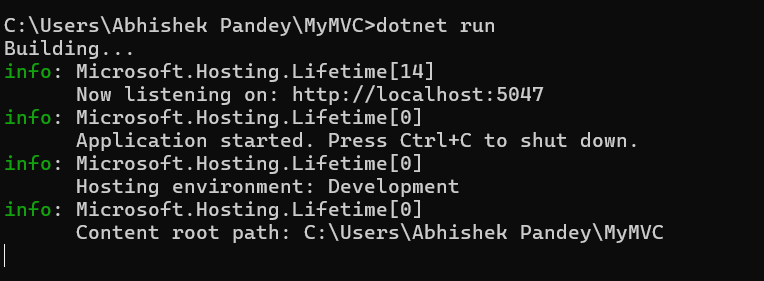 C:\Users\Abhishek Pandey\MyMVC>dotnet run
Building...
info: Microsoft.Hosting.Lifetime[14]
      Now listening on: http://localhost:5047
info: Microsoft.Hosting.Lifetime[0]
      Application started. Press Ctrl+C to shut down.
info: Microsoft.Hosting.Lifetime[0]
      Hosting environment: Development
info: Microsoft.Hosting.Lifetime[0]
      Content root path: C:\Users\Abhishek Pandey\MyMVC